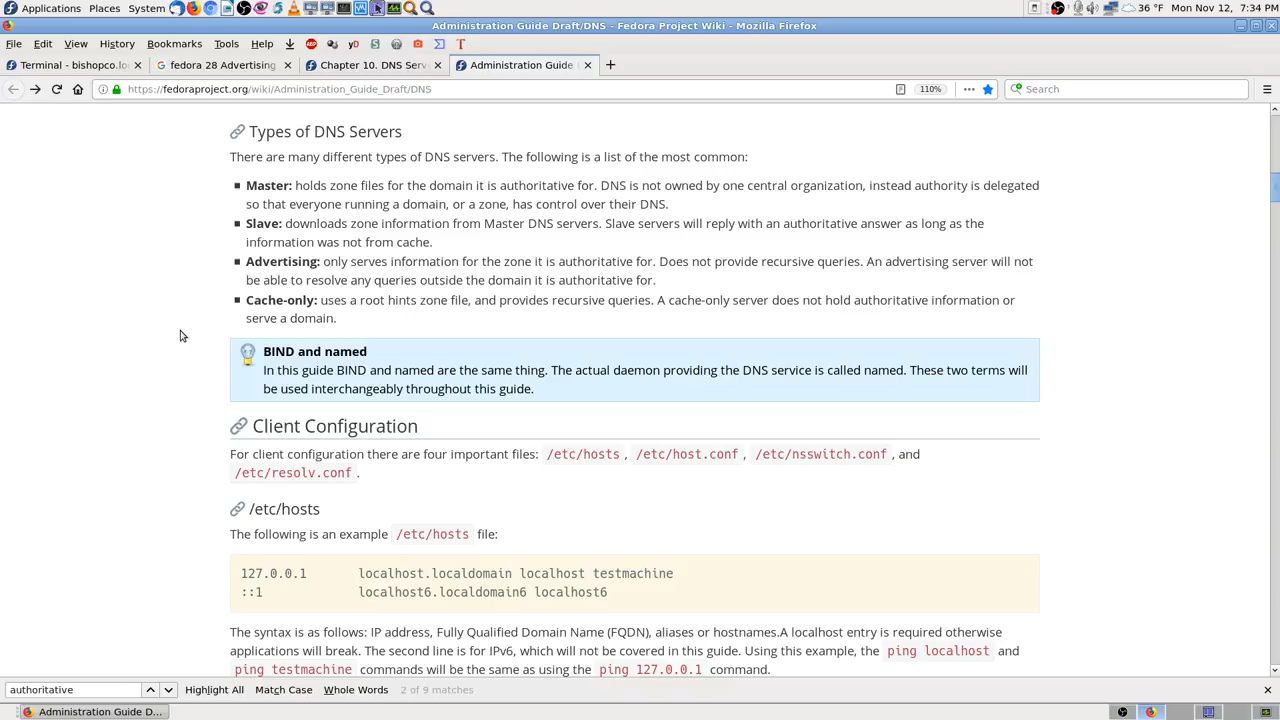 Applications Places System 36 °F Mon Nov 12, 7:34 PM
Administration Guide Draft/DNS - Fedora Project Wiki - Mozilla Firefox
File Edit View History Bookmarks Tools Help
Terminal - bishopco.lo
fedora 28 Advertising
Chapter 10. DNS Serv
Administration Guide
https://fedoraproject.org/wiki/Administration_Guide_Draft/DNS 110% Search
Types of DNS Servers
There are many different types of DNS servers. The following is a list of the most common:
Master: holds zone files for the domain it is authoritative for. DNS is not owned by one central organization, instead authority is delegated
so that everyone running a domain, or a zone, has control over their DNS.
Slave: downloads zone information from Master DNS servers. Slave servers will reply with an authoritative answer as long as the
information was not from cache.
Advertising: only serves information for the zone it is authoritative for. Does not provide recursive queries. An advertising server will not
be able to resolve any queries outside the domain it is authoritative for.
Cache-only: uses a root hints zone file, and provides recursive queries. A cache-only server does not hold authoritative information or
serve a domain.
BIND and named
In this guide BIND and named are the same thing. The actual daemon providing the DNS service is called named. These two terms will
be used interchangeably throughout this guide.
Client Configuration
For client configuration there are four important files: /etc/hosts , /etc/host.conf , /etc/nsswitch.conf , and
/etc/resolv.conf .
/etc/hosts
The following is an example /etc/hosts file:
127.0.0.1 localhost.localdomain localhost testmachine
::1 localhost6.localdomain6 localhost6
The syntax is as follows: IP address, Fully Qualified Domain Name (FQDN), aliases or hostnames.A localhost entry is required otherwise
applications will break. The second line is for IPv6, which will not be covered in this guide. Using this example, the ping localhost and
ping testmachine commands will be the same as using the ping 127.0.0.1 command.
authoritative Highlight All Match Case Whole Words 2 of 9 matches
Administration Guide D...